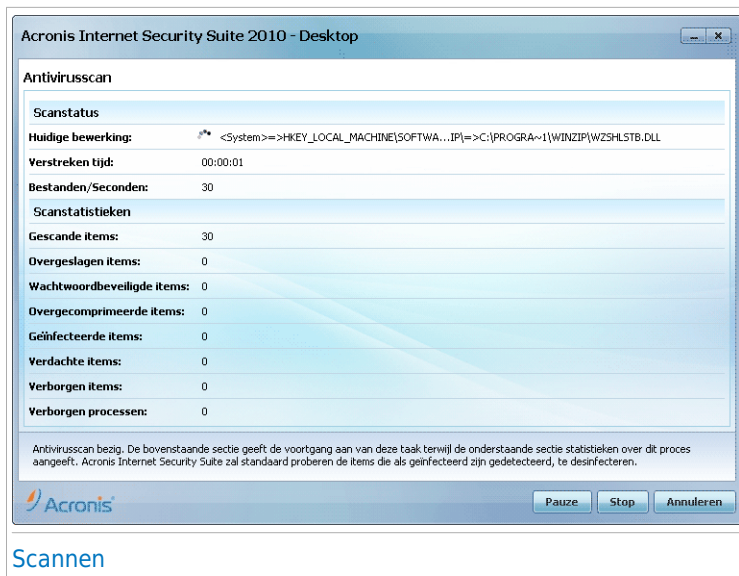 Acronis Internet Security Suite 2010 - Desktop
Antivirusscan
Scanstatus
Huidige bewerking: <System>=>HKEY_LOCAL_MACHINE\SOFTWA...IP\=>C:\PROGRA~1\WINZIP\WZSHLSTB.DLL
Verstreken tijd: 00:00:01
Bestanden/Seconden: 30
Scanstatistieken
Gescande items: 30
Overgeslagen items: 0
Wachtwoordbeveiligde items: 0
Overgecomprimeerde items: 0
Geïnfecteerde items: 0
Verdachte items: 0
Verborgen items: 0
Verborgen processen: 0
Antivirusscan bezig. De bovenstaande sectie geeft de voortgang aan van deze taak terwijl de onderstaande sectie statistieken over dit proces
aangeeft. Acronis Internet Security Suite zal standaard proberen de items die als geïnfecteerd zijn gedetecteerd, te desinfecteren.
Acronis Pauze Stop Annuleren
Scannen